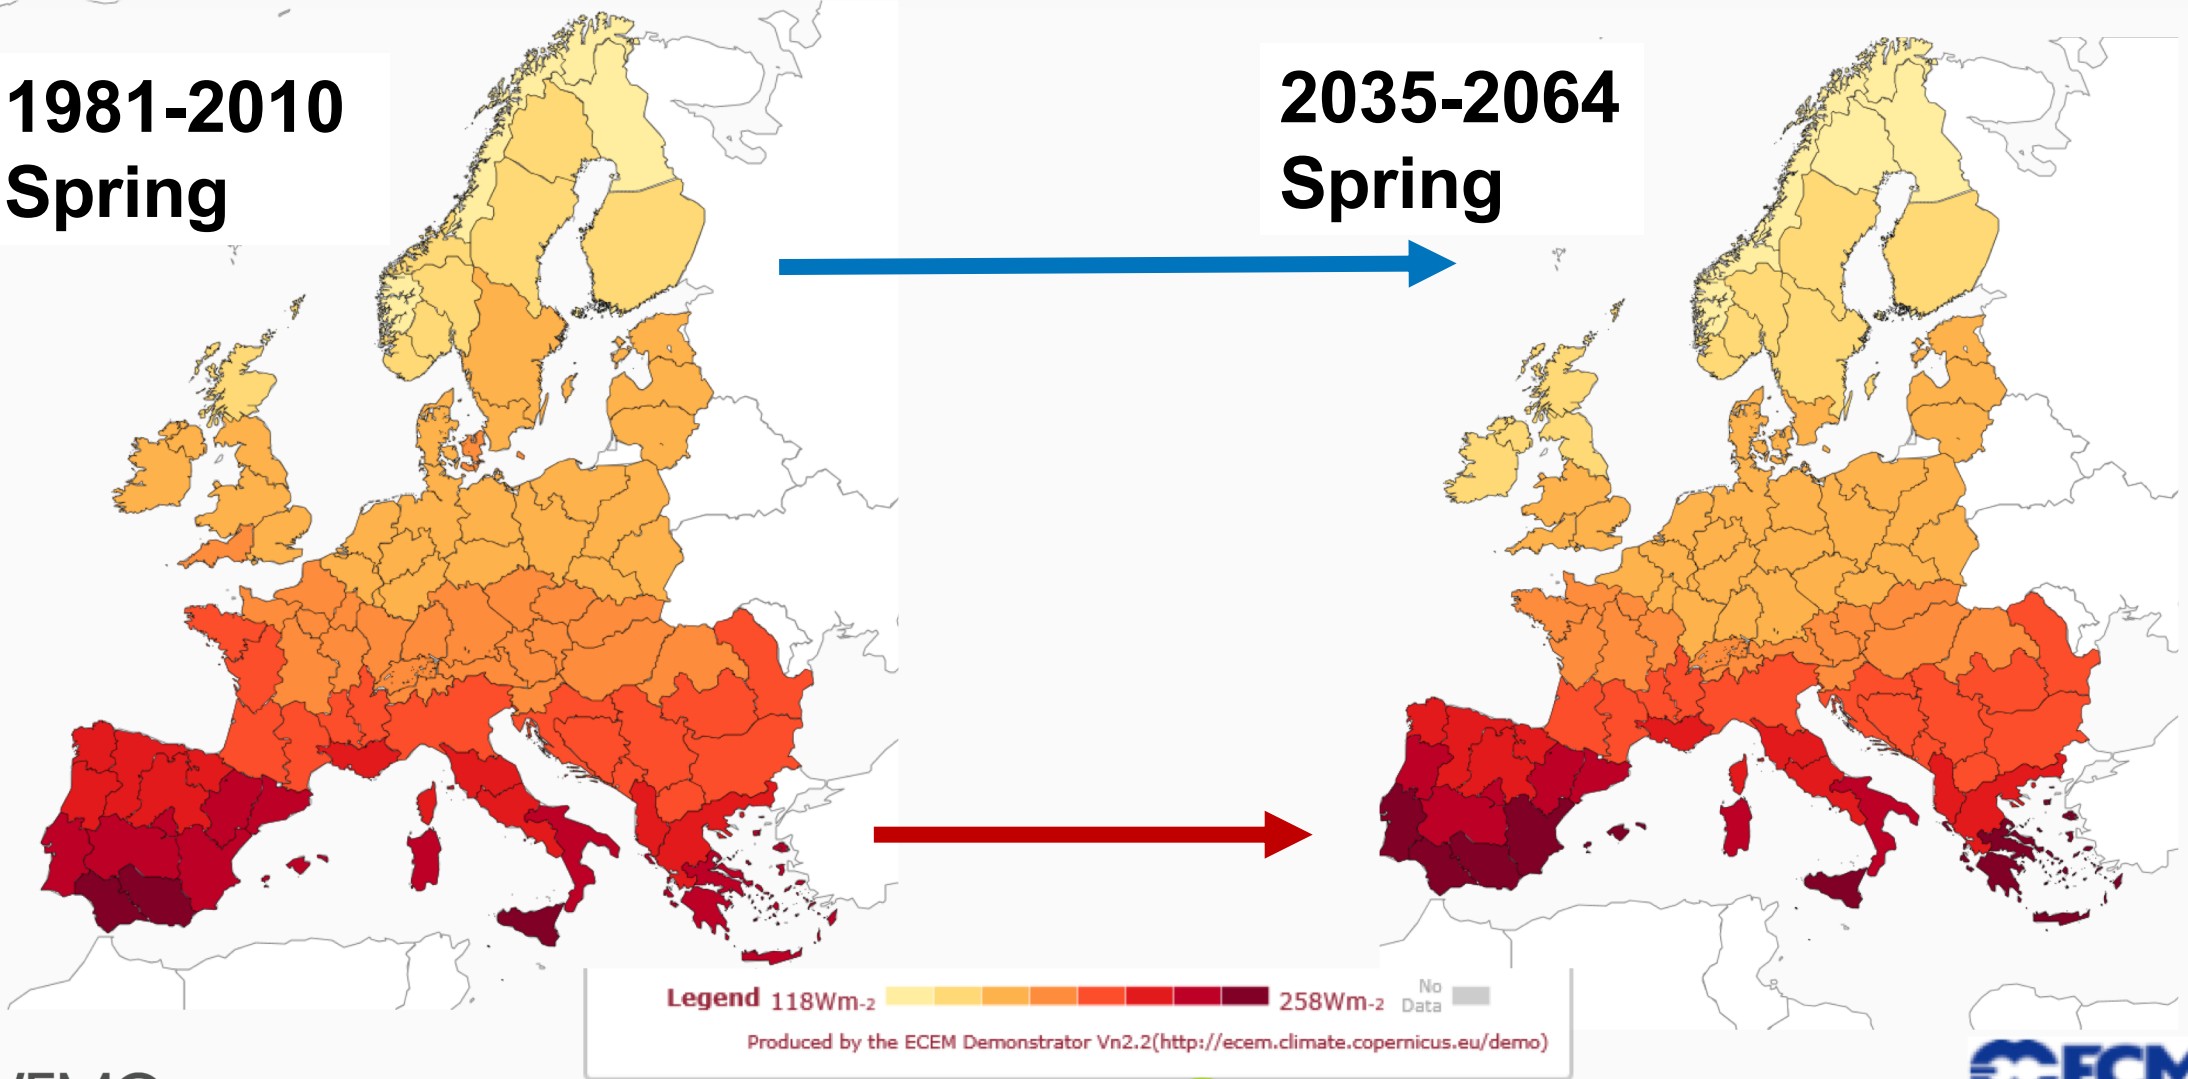 1981-2010
Spring
2035-2064
Spring
Legend 118Wm-2 258Wm-2 No Data
Produced by the ECEM Demonstrator Vn2.2(http://ecem.climate.copernicus.eu/demo)